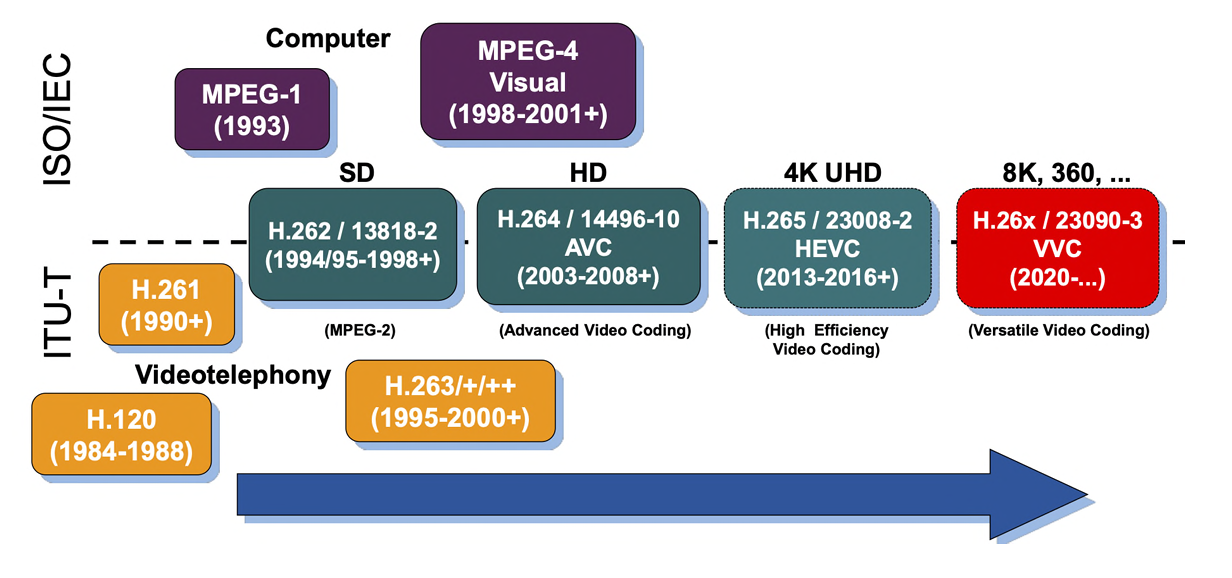 ISO/IEC
Computer
MPEG-1
(1993)
MPEG-4
Visual
(1998-2001+)
SD
H.262 / 13818-2
(1994/95-1998+)
(MPEG-2)
HD
H.264 / 14496-10
AVC
(2003-2008+)
(Advanced Video Coding)
4K UHD
H.265 / 23008-2
HEVC
(2013-2016+)
(High Efficiency
Video Coding)
8K, 360, ...
H.26x / 23090-3
VVC
(2020-...)
(Versatile Video Coding)
ITU-T
H.261
(1990+)
Videotelephony
H.263/+/++
(1995-2000+)
H.120
(1984-1988)